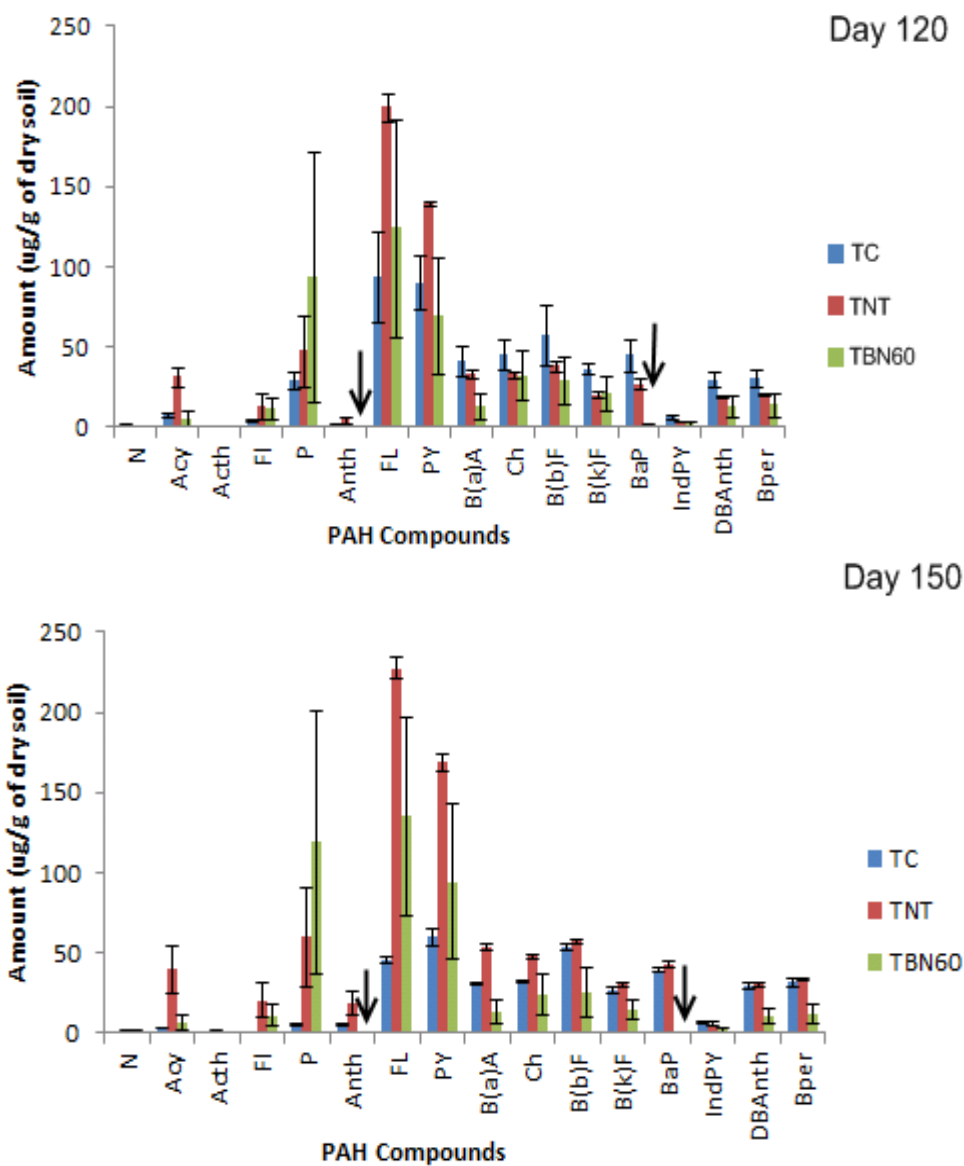 Day 120
Amount (ug/g of dry soil)
250
200
150
100
50
0
N
Acy
Acth
Fl
P
Anth
FL
PY
B(a)A
Ch
B(b)F
B(k)F
BaP
IndPY
DBAnth
Bper
PAH Compounds
TC
TNT
TBN60
Day 150
Amount (ug/g of dry soil)
250
200
150
100
50
0
N
Acy
Acth
Fl
P
Anth
FL
PY
B(a)A
Ch
B(b)F
B(k)F
BaP
IndPY
DBAnth
Bper
PAH Compounds
TC
TNT
TBN60